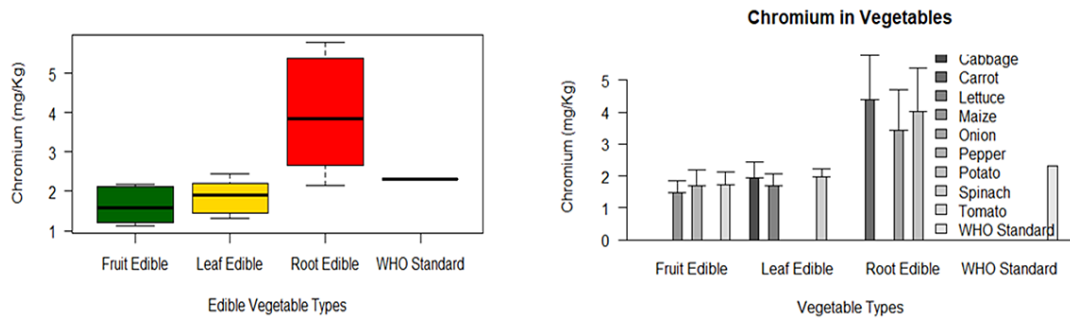 Chromium (mg/Kg)
5
4
3
2
1
Fruit Edible Leaf Edible Root Edible WHO Standard
Edible Vegetable Types
Chromium in Vegetables
Chromium (mg/Kg)
5
4
3
2
1
0
Cabbage
Carrot
Lettuce
Maize
Onion
Pepper
Potato
Spinach
Tomato
WHO Standard
Fruit Edible Leaf Edible Root Edible WHO Standard
Vegetable Types